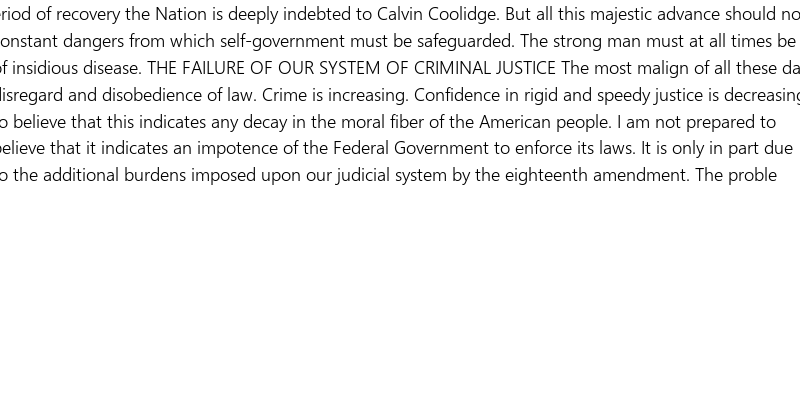 riod of recovery the Nation is deeply indebted to Calvin Coolidge. But all this majestic advance should no
onstant dangers from which self-government must be safeguarded. The strong man must at all times be
of insidious disease. THE FAILURE OF OUR SYSTEM OF CRIMINAL JUSTICE The most malign of all these da
disregard and disobedience of law. Crime is increasing. Confidence in rigid and speedy justice is decreasing
o believe that this indicates any decay in the moral fiber of the American people. I am not prepared to
believe that it indicates an impotence of the Federal Government to enforce its laws. It is only in part due
o the additional burdens imposed upon our judicial system by the eighteenth amendment. The proble